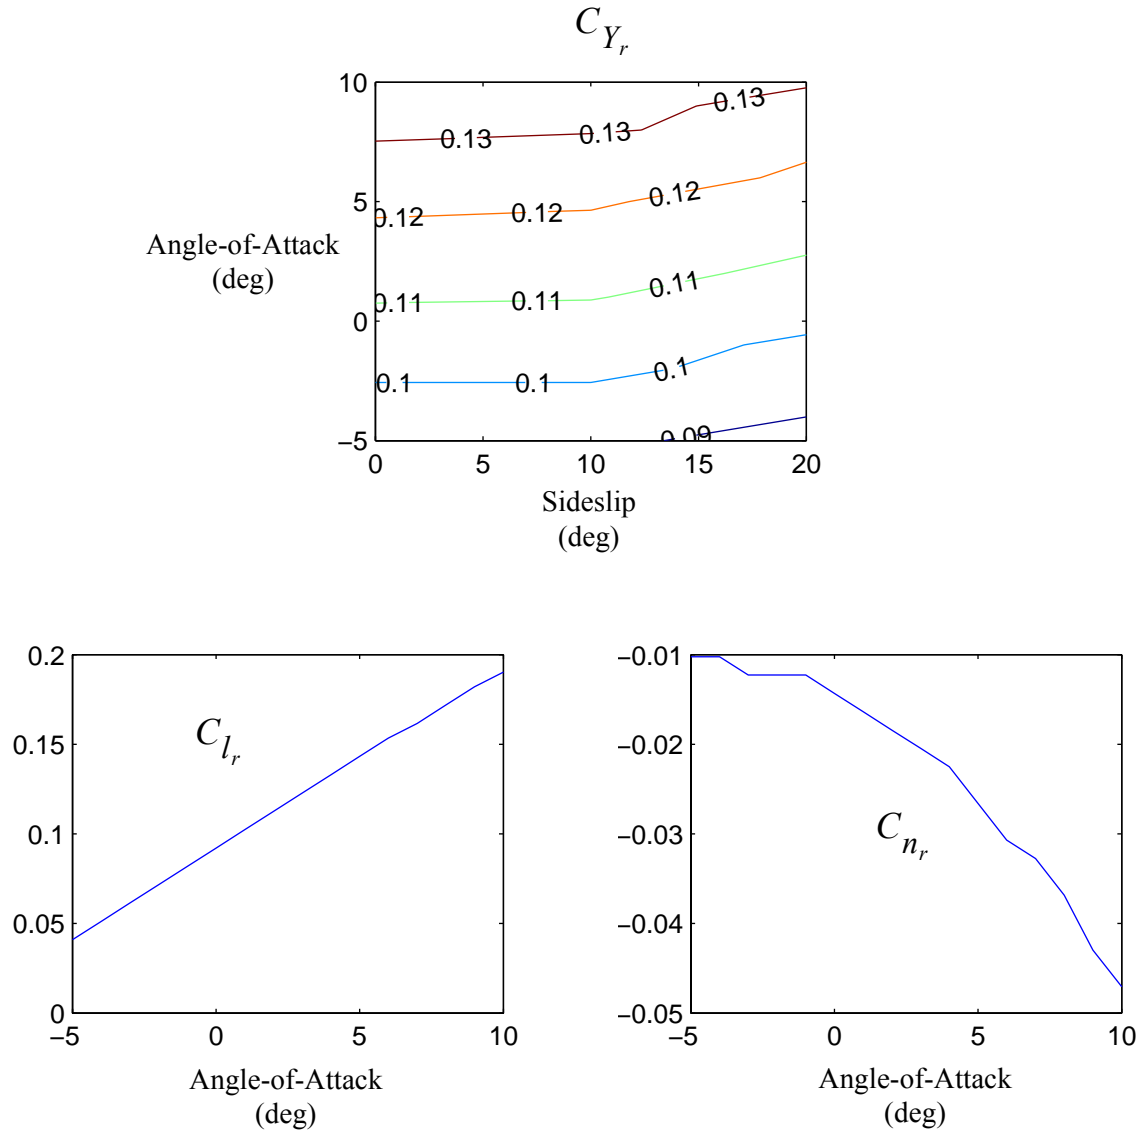 C_{Y_r}
10
0.13
0.13 0.13
5
0.12
0.12 0.12
Angle-of-Attack
(deg)
0.11
0.11 0.11
0
0.1
0.1 0.1
−5
0.09
0 5 10 15 20
Sideslip
(deg)
0.2
0.15
0.1
0.05
0
C_{l_r}
−5 0 5 10
Angle-of-Attack
(deg)
−0.01
−0.02
−0.03
−0.04
−0.05
C_{n_r}
−5 0 5 10
Angle-of-Attack
(deg)